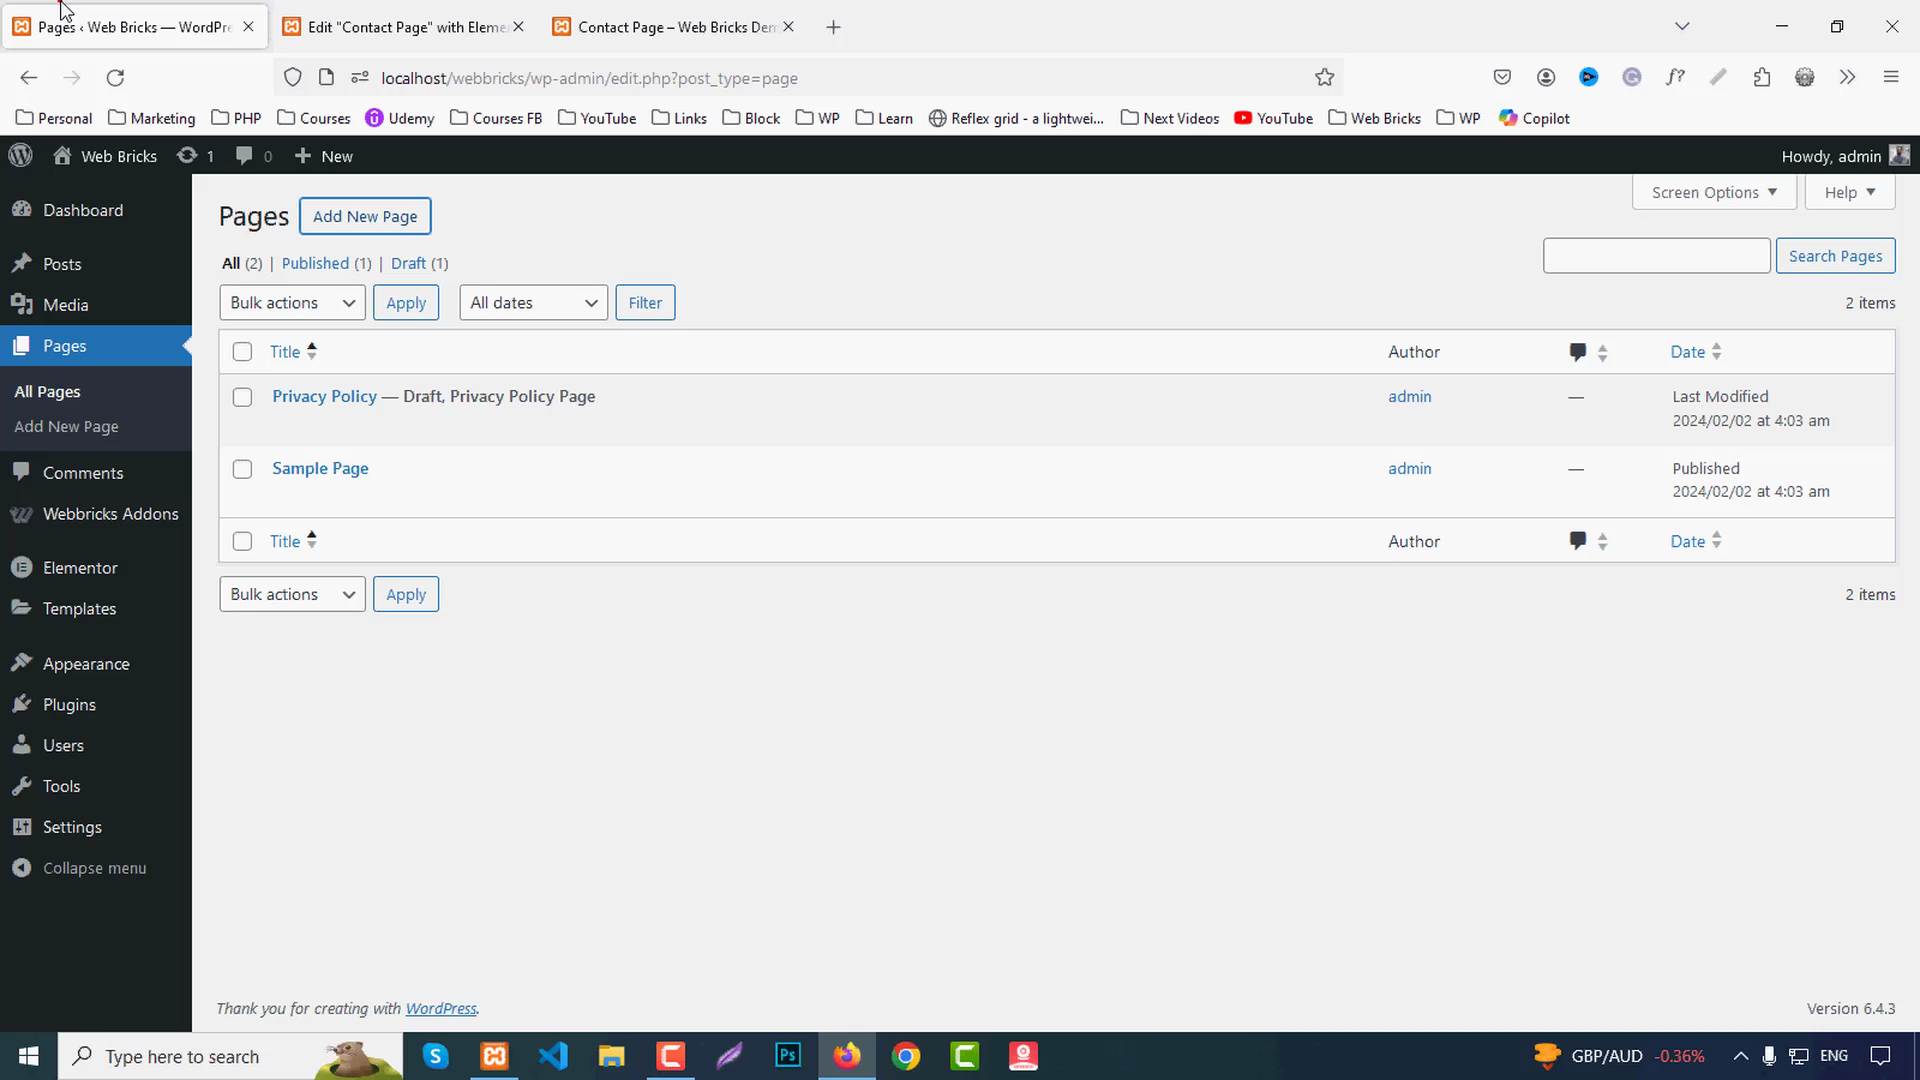 Pages ‹ Web Bricks — WordPre
Edit "Contact Page" with Eleme
Contact Page – Web Bricks Dem
localhost/webbricks/wp-admin/edit.php?post_type=page
Personal
Marketing
PHP
Courses
Udemy
Courses FB
YouTube
Links
Block
WP
Learn
Reflex grid - a lightwei...
Next Videos
YouTube
Web Bricks
WP
Copilot
Web Bricks
1
0
New
Howdy, admin
Dashboard
Posts
Media
Pages
All Pages
Add New Page
Comments
Webbricks Addons
Elementor
Templates
Appearance
Plugins
Users
Tools
Settings
Collapse menu
Screen Options
Help
Pages
Add New Page
All (2) | Published (1) | Draft (1)
Search Pages
Bulk actions
Apply
All dates
Filter
2 items
Title
Author
Date
Privacy Policy — Draft, Privacy Policy Page
admin
—
Last Modified
2024/02/02 at 4:03 am
Sample Page
admin
—
Published
2024/02/02 at 4:03 am
Title
Author
Date
Bulk actions
Apply
2 items
Thank you for creating with WordPress.
Version 6.4.3
Type here to search
GBP/AUD -0.36%
ENG